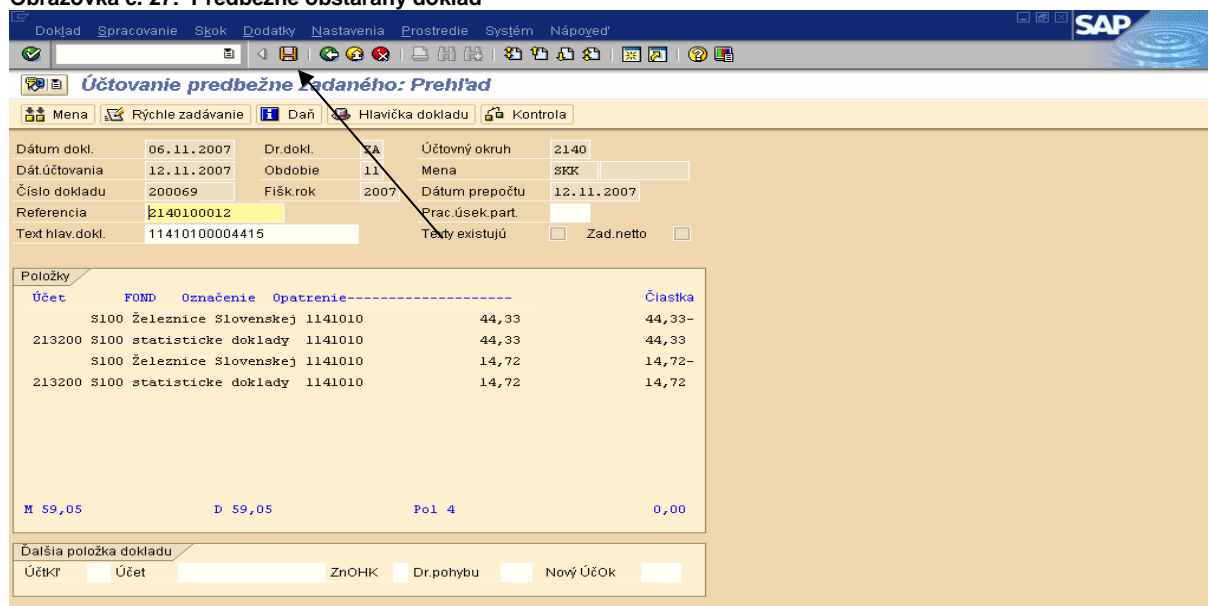 Obrazovka č. 27: Predbežne obstaraný doklad
Doklad Spracovanie Skok Dodatky Nastavenia Prostredie Systém Nápoveď
SAP
Účtovanie predbežne zadaného: Prehľad
Mena Rýchle zadávanie Daň Hlavička dokladu Kontrola
Dátum dokl. 06.11.2007 Dr.dokl. ZA Účtovný okruh 2140
Dát.účtovania 12.11.2007 Obdobie 11 Mena SKK
Číslo dokladu 200069 Fišk.rok 2007 Dátum prepočtu 12.11.2007
Referencia 2140100012 Prac.úsek.part.
Text hlav.dokl. 11410100004415 Texty existujú Zad.netto
Položky
Účet FOND Označenie Opatrenie-------------------- Čiastka
S100 Železnice Slovenskej 1141010 44,33 44,33-
213200 S100 statisticke doklady 1141010 44,33 44,33
S100 Železnice Slovenskej 1141010 14,72 14,72-
213200 S100 statisticke doklady 1141010 14,72 14,72
M 59,05 D 59,05 Pol 4 0,00
Ďalšia položka dokladu
ÚčtKľ Účet ZnOHK Dr.pohybu Nový ÚčOk